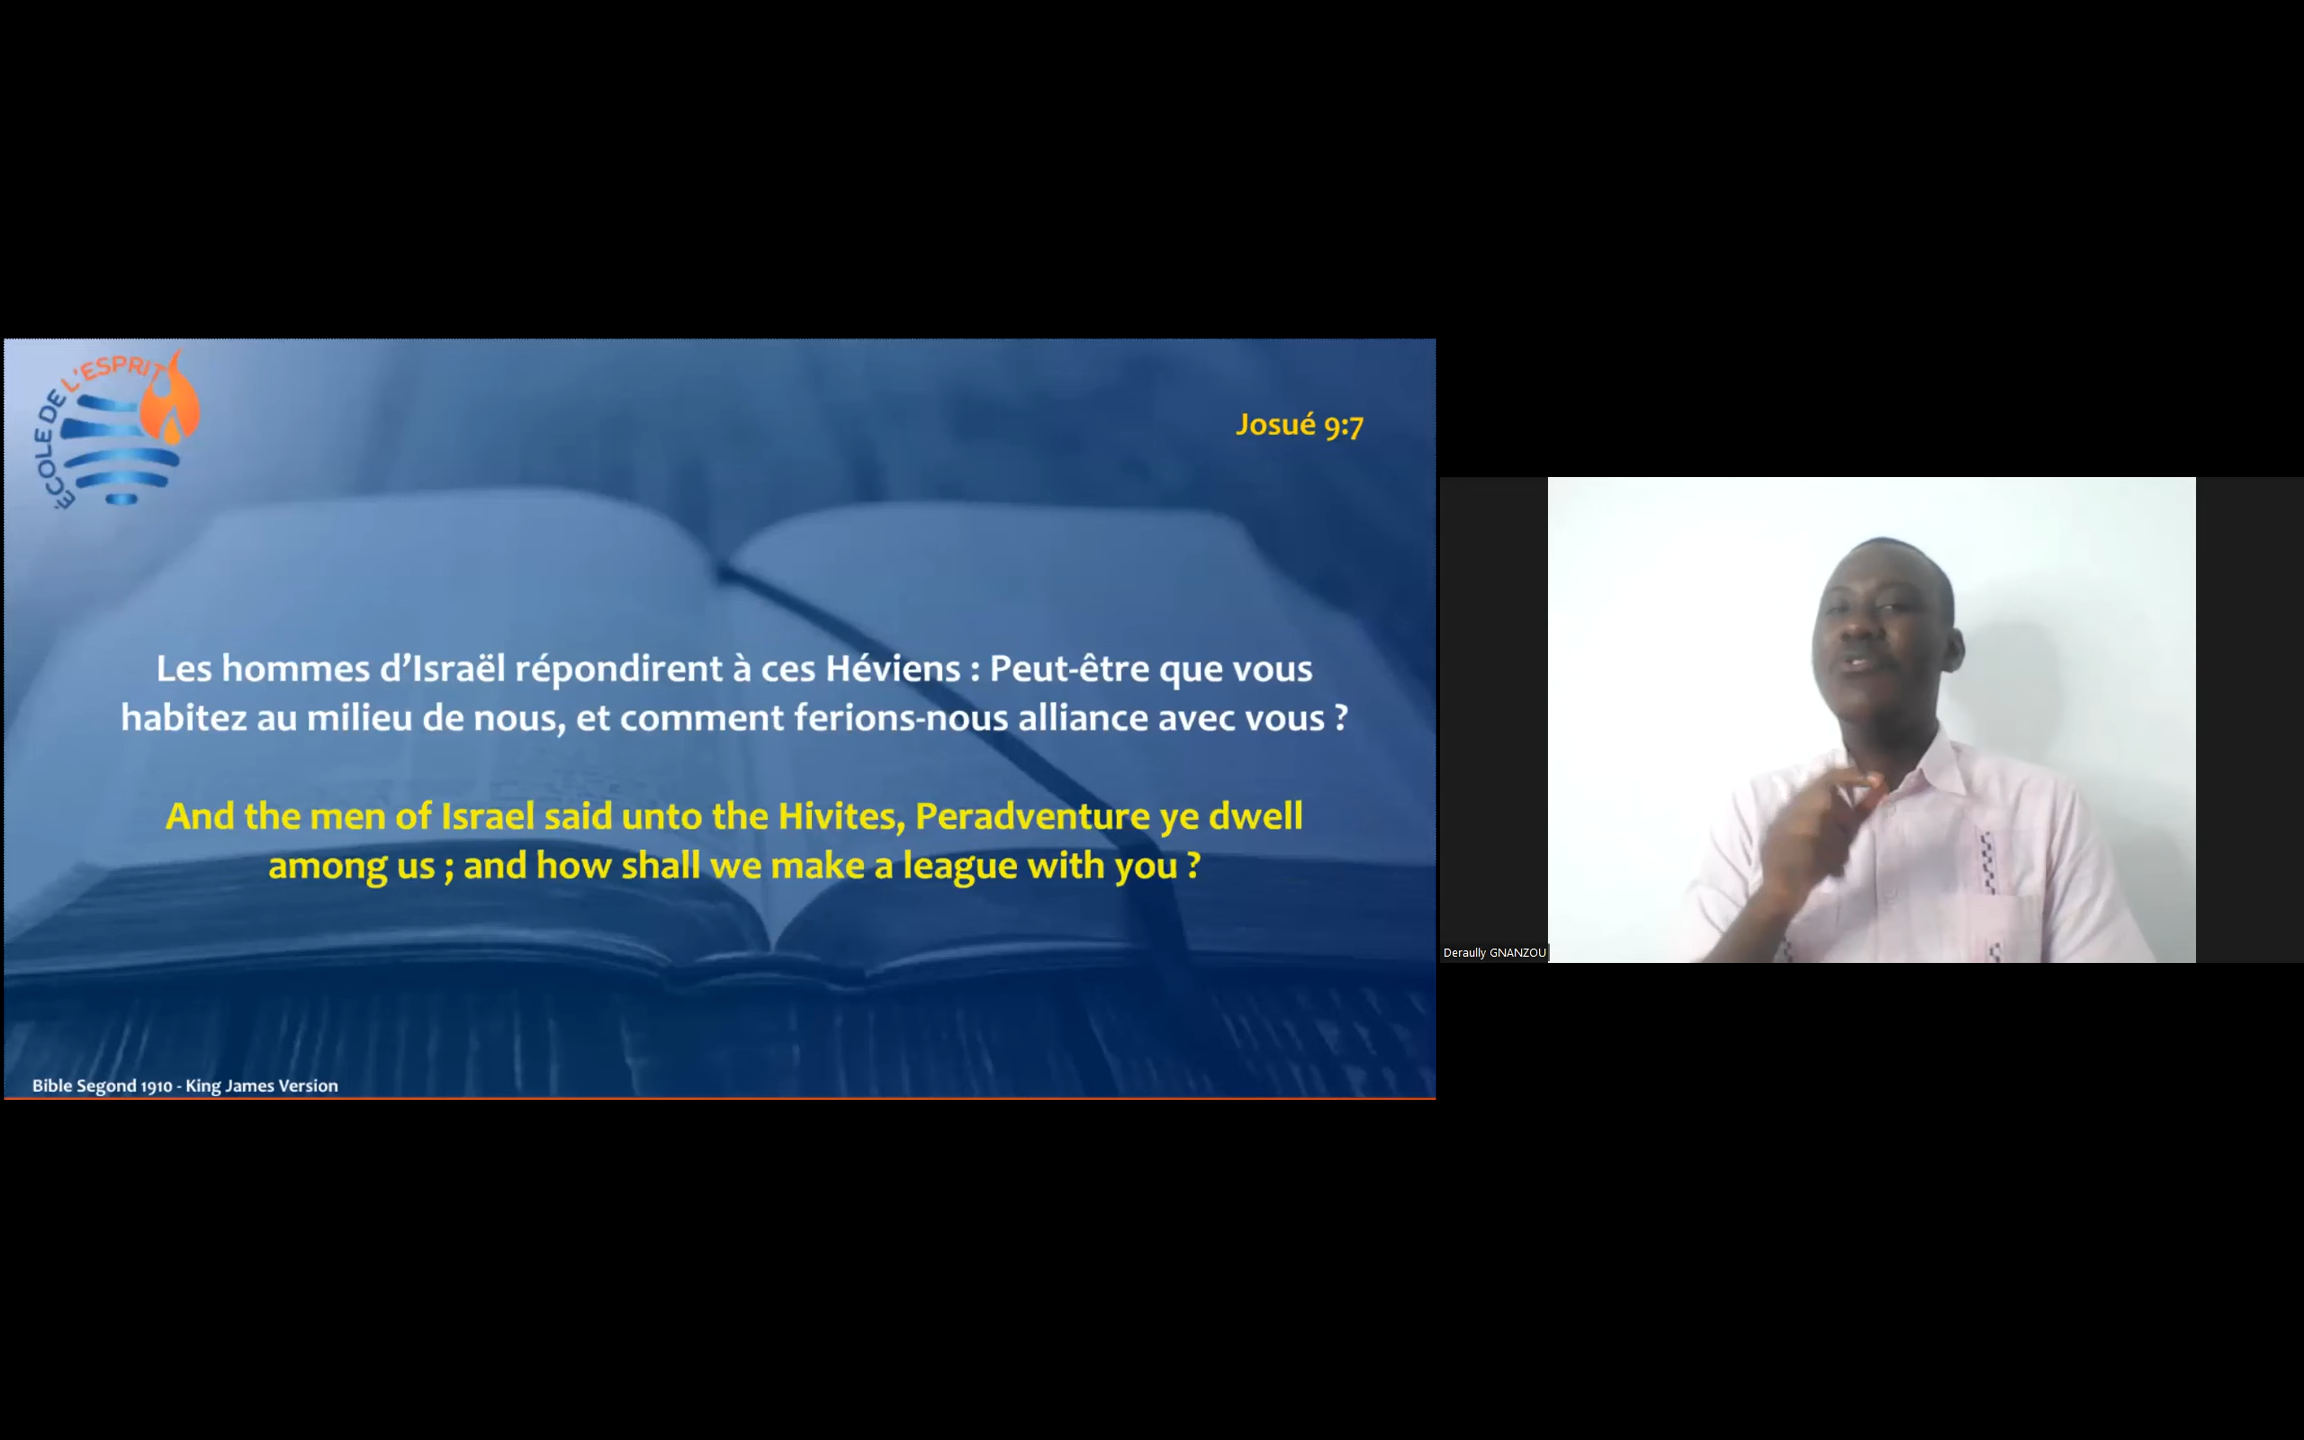 L'ÉCOLE DE L'ESPRIT
Josué 9:7
Les hommes d’Israël répondirent à ces Héviens : Peut-être que vous
habitez au milieu de nous, et comment ferions-nous alliance avec vous ?
And the men of Israel said unto the Hivites, Peradventure ye dwell
among us ; and how shall we make a league with you ?
Bible Segond 1910 - King James Version
Deraully GNANZOU